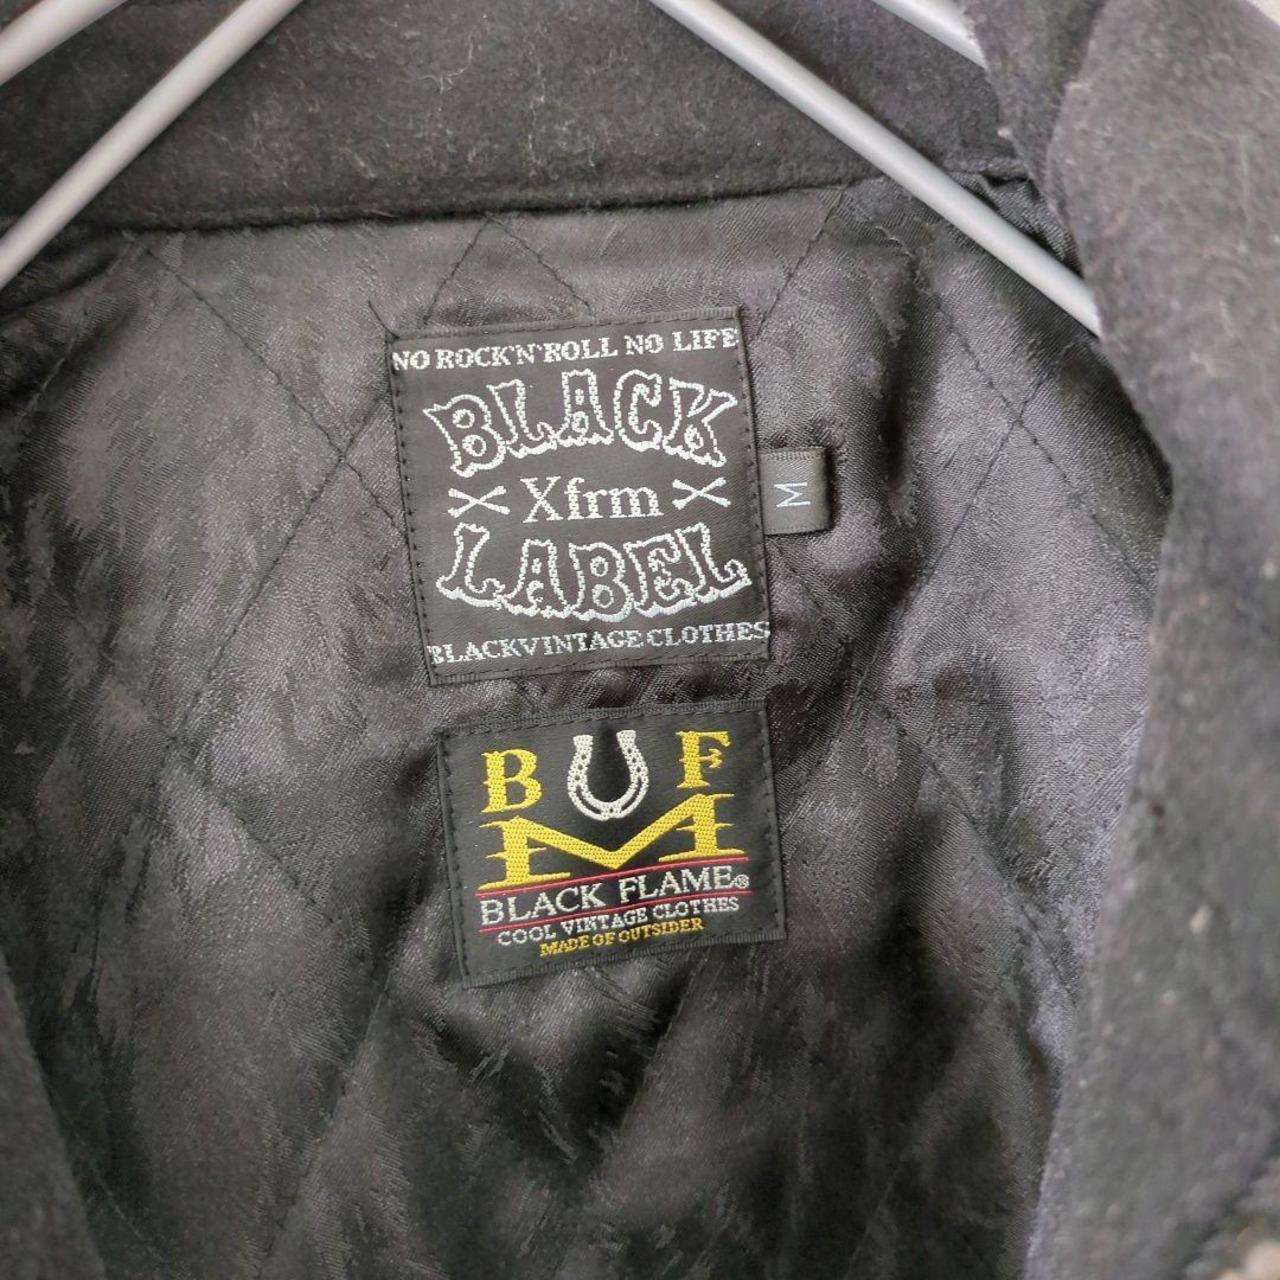 NO ROCK'N'ROLL NO LIFE
BLACK
Xfrm
LABEL
BLACKVINTAGE CLOTHES
M
B F
M
BLACK FLAME®
COOL VINTAGE CLOTHES
MADE OF OUTSIDER